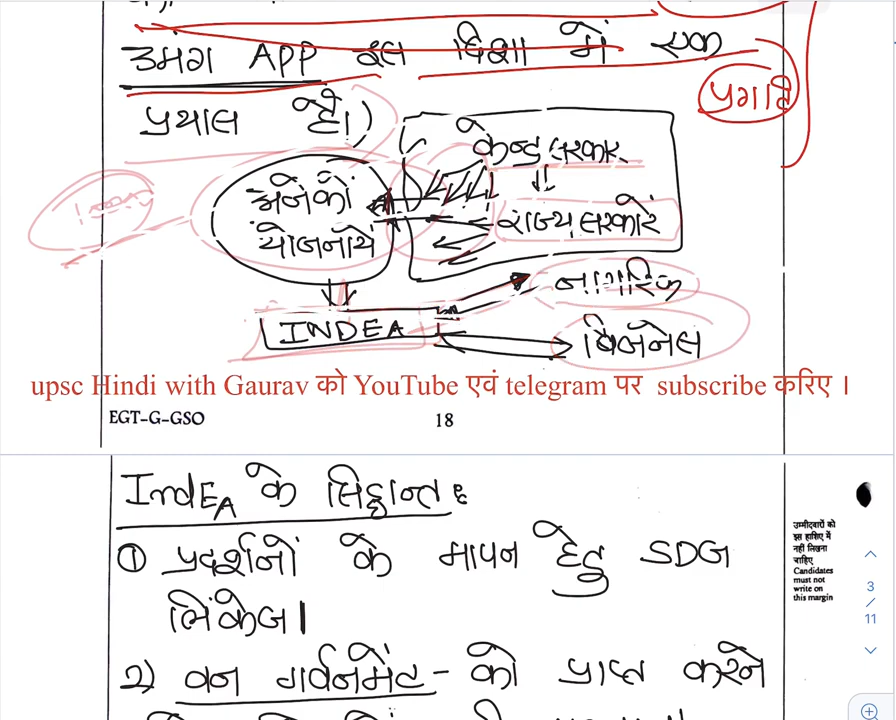 उमंग APP इस दिशा में एक
प्रगति
प्रयास है।)
केन्द्र सरकार
अनेकों
राज्य सरकारें
योजनायें
नागरिक
INDEA
बिजनेस
upsc Hindi with Gaurav को YouTube एवं telegram पर subscribe करिए ।
EGT-G-GSO 18
IndEA के सिद्धान्त :
① प्रदर्शनों के मापन हेतु SDG
लिंकेज।
2) वन गर्वनमेंट - को प्राप्त करने
उम्मीदवारों को
इस हाशिए में
नहीं लिखना
चाहिए
Candidates
must not
write on
this margin
3
/
11